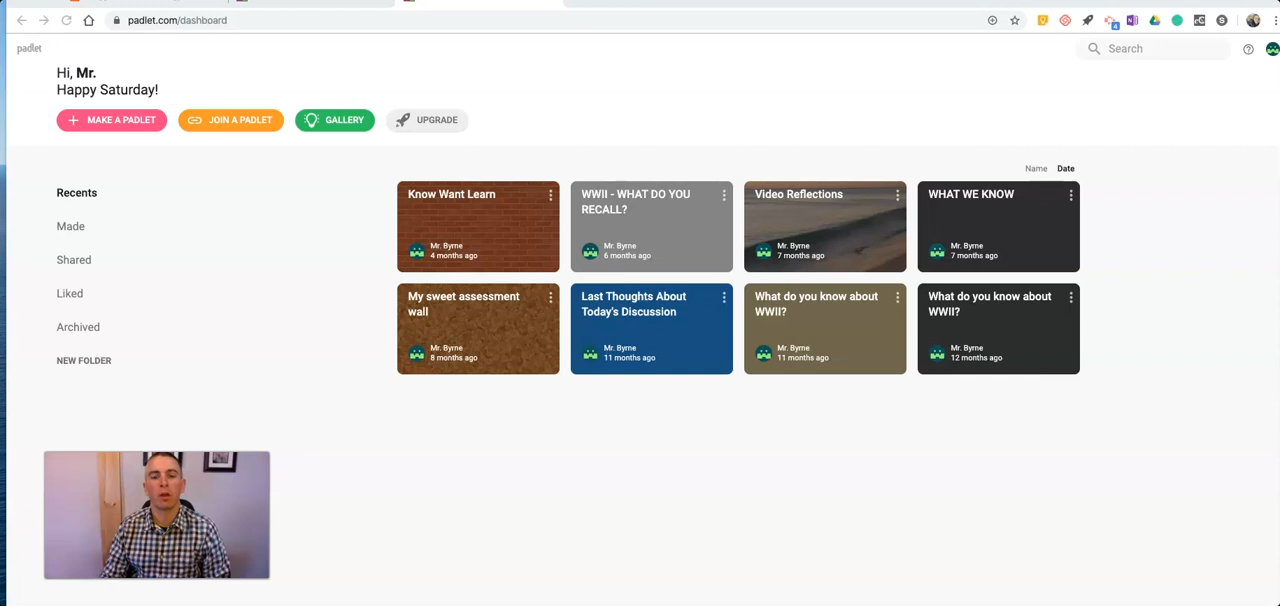 padlet.com/dashboard
4
S
padlet
Search
Hi, Mr.
Happy Saturday!
MAKE A PADLET
JOIN A PADLET
GALLERY
UPGRADE
Name Date
Recents
Made
Shared
Liked
Archived
NEW FOLDER
Know Want Learn
Mr. Byrne
4 months ago
WWII - WHAT DO YOU
RECALL?
Mr. Byrne
6 months ago
Video Reflections
Mr. Byrne
7 months ago
WHAT WE KNOW
Mr. Byrne
7 months ago
My sweet assessment
wall
Mr. Byrne
8 months ago
Last Thoughts About
Today's Discussion
Mr. Byrne
11 months ago
What do you know about
WWII?
Mr. Byrne
11 months ago
What do you know about
WWII?
Mr. Byrne
12 months ago